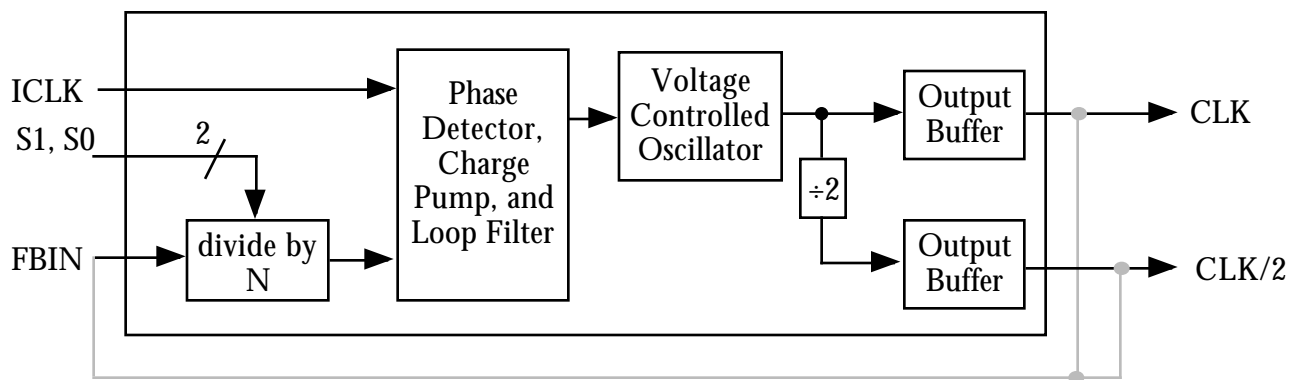 ICLK
S1, S0
2
FBIN
divide by
N
Phase
Detector,
Charge
Pump, and
Loop Filter
Voltage
Controlled
Oscillator
÷2
Output
Buffer
CLK
Output
Buffer
CLK/2